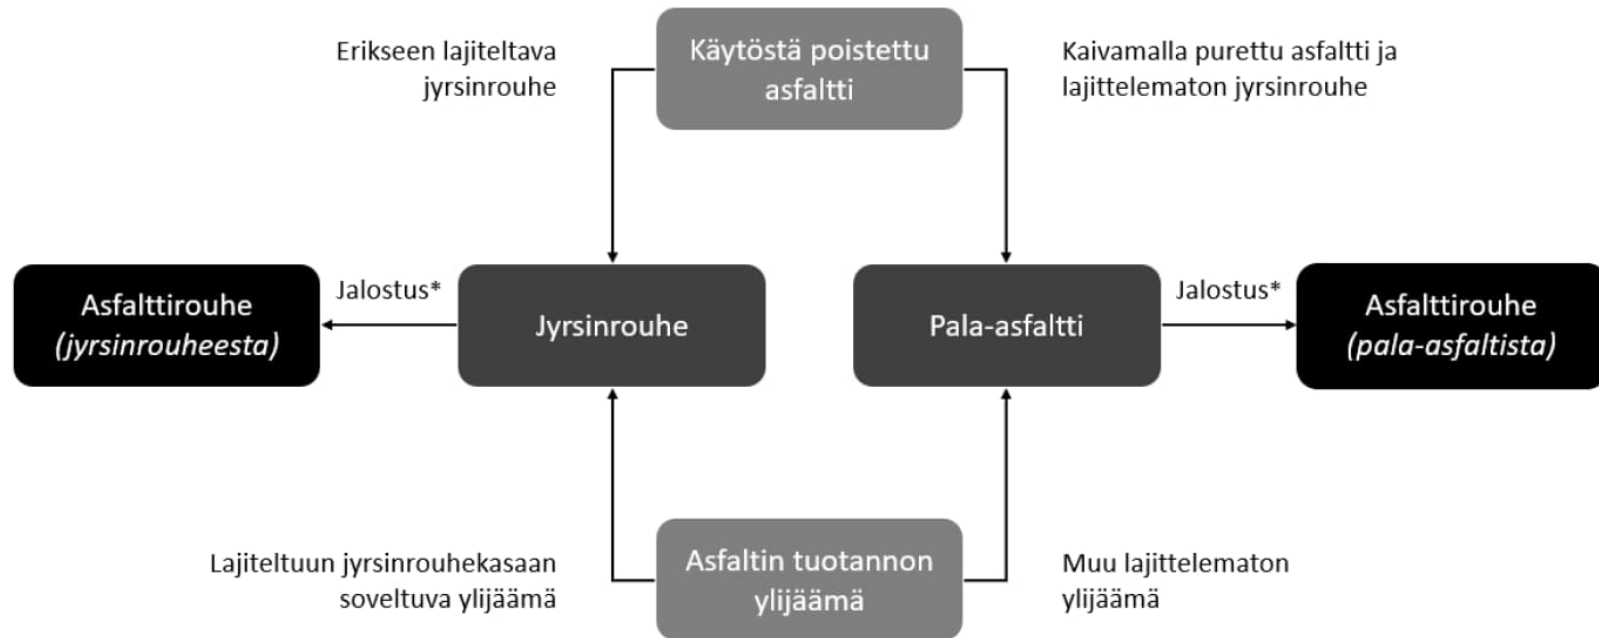 Erikseen lajiteltava
jyrsinrouhe
Käytöstä poistettu
asfaltti
Kaivamalla purettu asfaltti ja
lajittelematon jyrsinrouhe
Asfalttirouhe
(jyrsinrouheesta)
Jalostus*
Jyrsinrouhe
Pala-asfaltti
Jalostus*
Asfalttirouhe
(pala-asfaltista)
Lajiteltuun jyrsinrouhekasaan
soveltuva ylijäämä
Asfaltin tuotannon
ylijäämä
Muu lajittelematon
ylijäämä